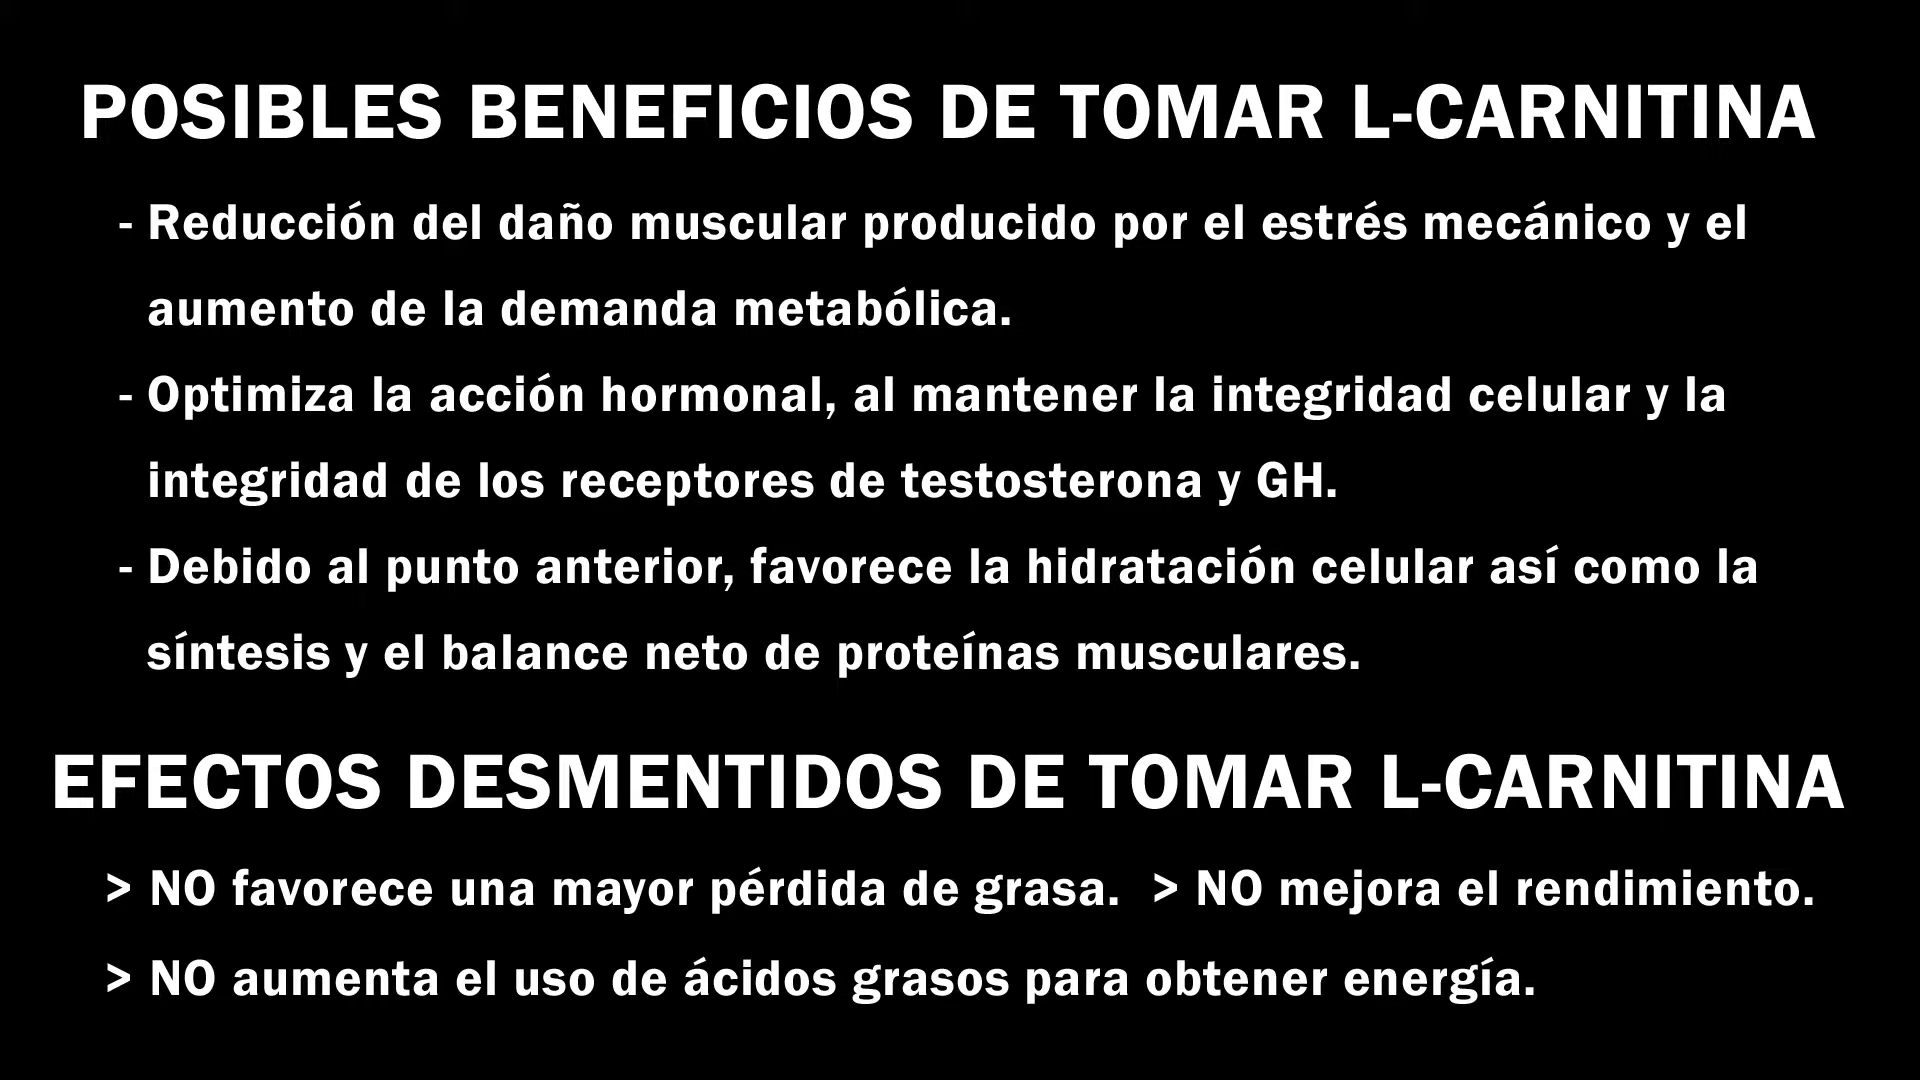 POSIBLES BENEFICIOS DE TOMAR L-CARNITINA
- Reducción del daño muscular producido por el estrés mecánico y el
aumento de la demanda metabólica.
- Optimiza la acción hormonal, al mantener la integridad celular y la
integridad de los receptores de testosterona y GH.
- Debido al punto anterior, favorece la hidratación celular así como la
síntesis y el balance neto de proteínas musculares.
EFECTOS DESMENTIDOS DE TOMAR L-CARNITINA
> NO favorece una mayor pérdida de grasa. > NO mejora el rendimiento.
> NO aumenta el uso de ácidos grasos para obtener energía.